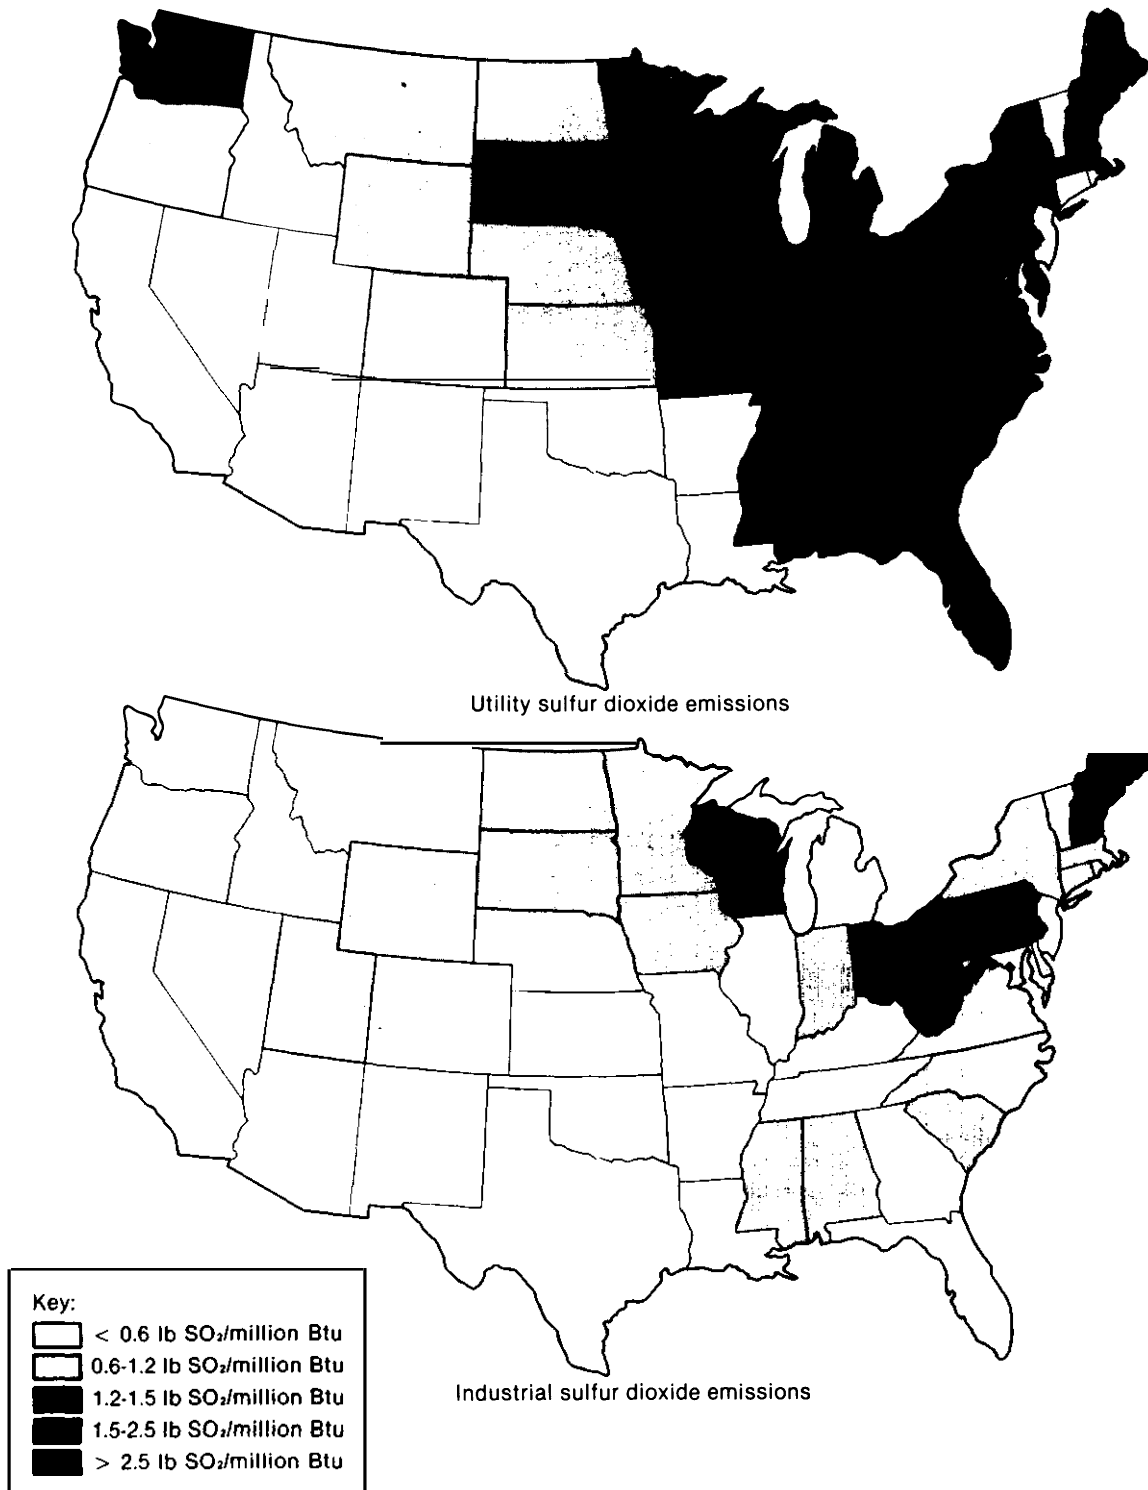 Utility sulfur dioxide emissions
Key:
< 0.6 lb SO₂/million Btu
0.6-1.2 lb SO₂/million Btu
1.2-1.5 lb SO₂/million Btu
1.5-2.5 lb SO₂/million Btu
> 2.5 lb SO₂/million Btu
Industrial sulfur dioxide emissions